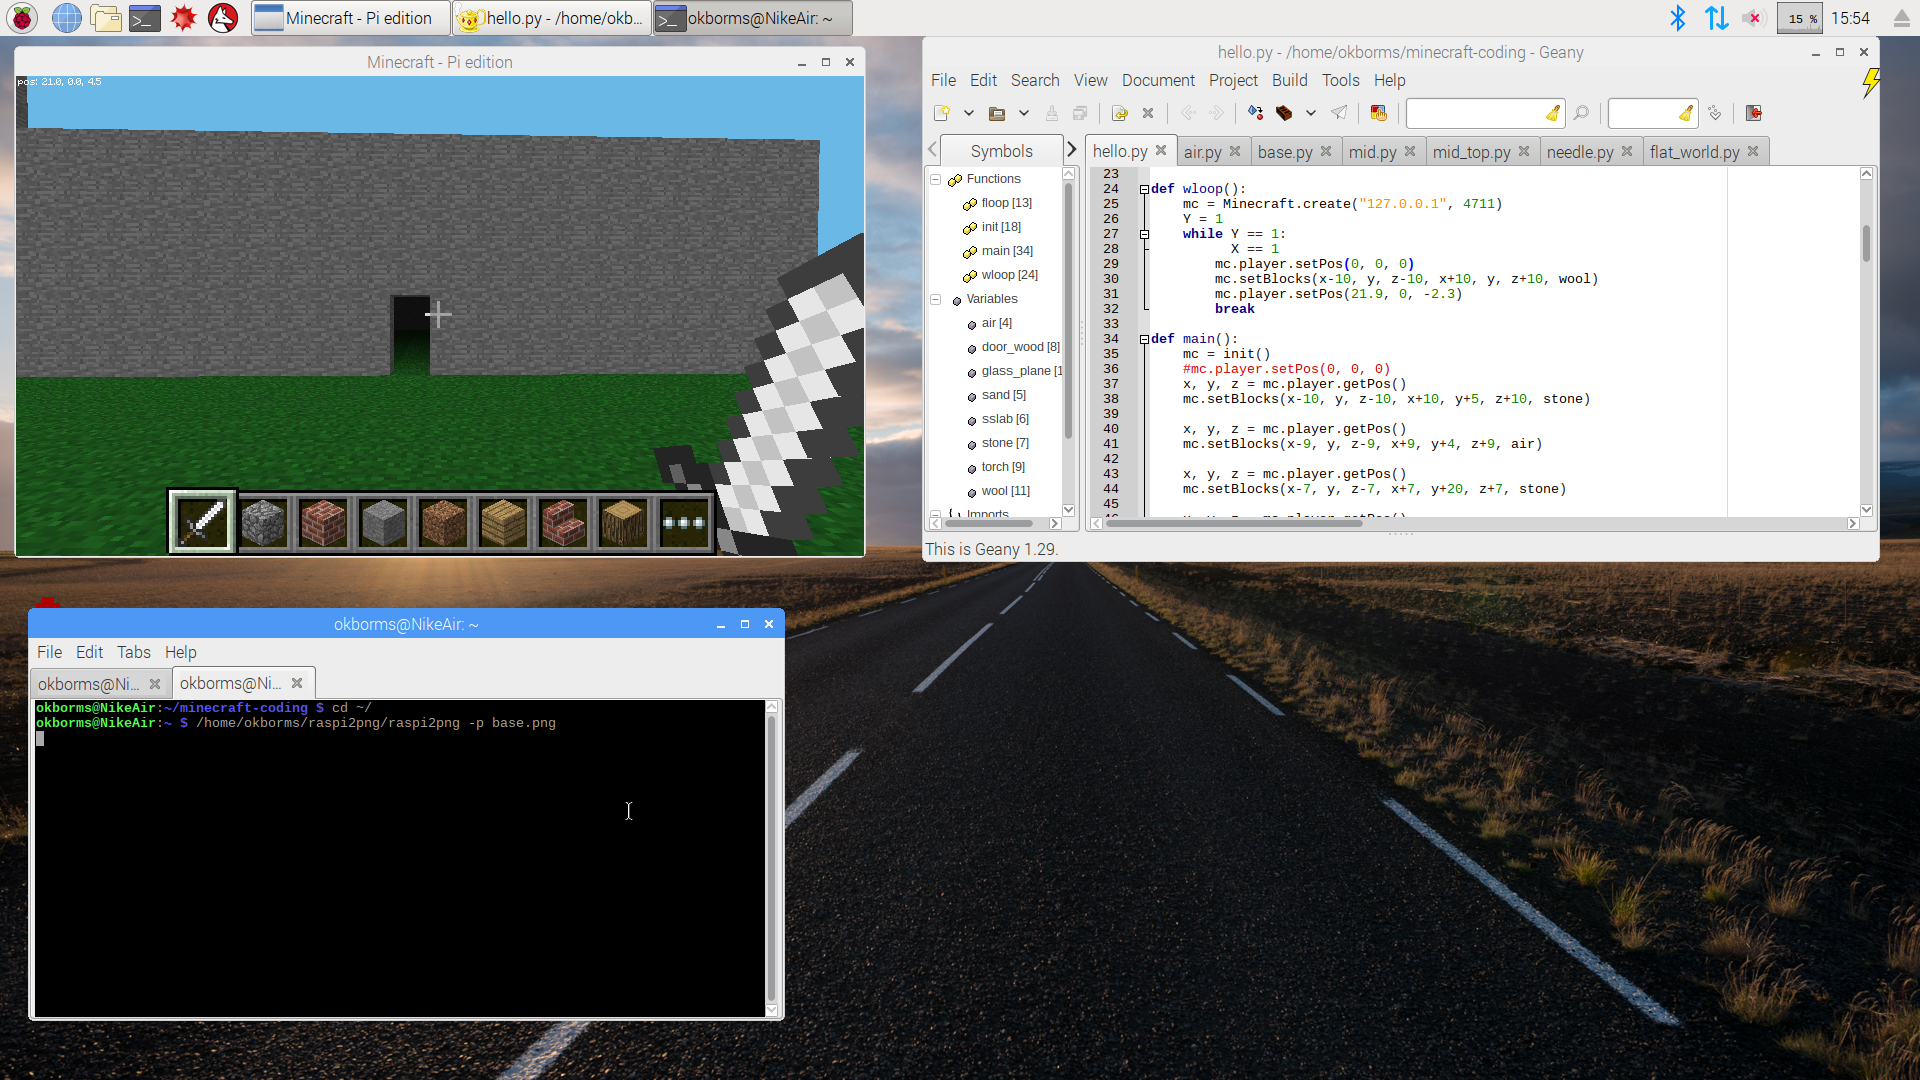 Minecraft - Pi edition
hello.py - /home/okb...
okborms@NikeAir: ~
15 %
15:54
Minecraft - Pi edition
pos: 21.0, 0.0, 4.5
hello.py - /home/okborms/minecraft-coding - Geany
File Edit Search View Document Project Build Tools Help
Symbols
hello.py air.py base.py mid.py mid_top.py needle.py flat_world.py
Functions
floop [13]
init [18]
main [34]
wloop [24]
Variables
air [4]
door_wood [8]
glass_plane [1
sand [5]
sslab [6]
stone [7]
torch [9]
wool [11]
Imports
23
24 def wloop():
25 mc = Minecraft.create("127.0.0.1", 4711)
26 Y = 1
27 while Y == 1:
28 X == 1
29 mc.player.setPos(0, 0, 0)
30 mc.setBlocks(x-10, y, z-10, x+10, y, z+10, wool)
31 mc.player.setPos(21.9, 0, -2.3)
32 break
33
34 def main():
35 mc = init()
36 #mc.player.setPos(0, 0, 0)
37 x, y, z = mc.player.getPos()
38 mc.setBlocks(x-10, y, z-10, x+10, y+5, z+10, stone)
39
40 x, y, z = mc.player.getPos()
41 mc.setBlocks(x-9, y, z-9, x+9, y+4, z+9, air)
42
43 x, y, z = mc.player.getPos()
44 mc.setBlocks(x-7, y, z-7, x+7, y+20, z+7, stone)
45
This is Geany 1.29.
okborms@NikeAir: ~
File Edit Tabs Help
okborms@Ni... okborms@Ni...
okborms@NikeAir:~/minecraft-coding $ cd ~/
okborms@NikeAir:~ $ /home/okborms/raspi2png/raspi2png -p base.png